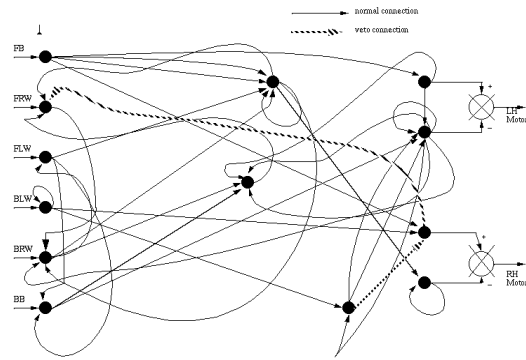 normal connection
veto connection
FB
FRW
FLW
BLW
BRW
BB
+
LH
Motor
−
+
RH
Motor
−